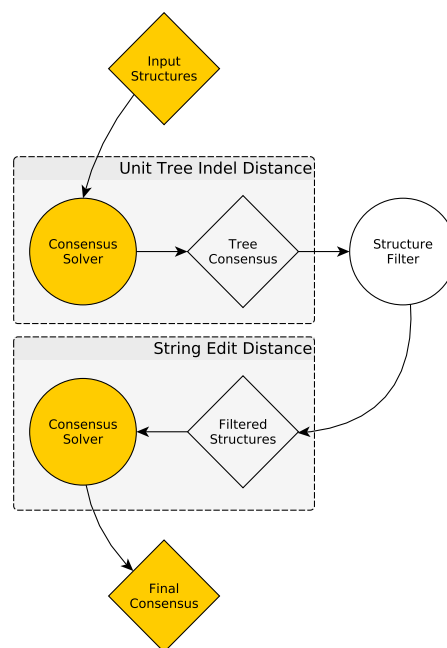 Input
Structures
Unit Tree Indel Distance
Consensus
Solver
Tree
Consensus
Structure
Filter
String Edit Distance
Consensus
Solver
Filtered
Structures
Final
Consensus